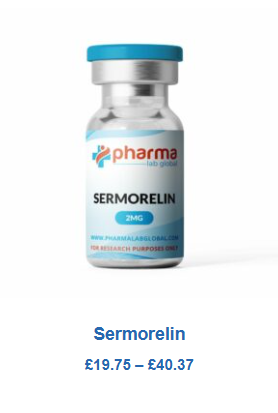 pharma
lab global
SERMORELIN
2MG
WWW.PHARMALABGLOBAL.COM
FOR RESEARCH PURPOSES ONLY
Sermorelin
£19.75 – £40.37